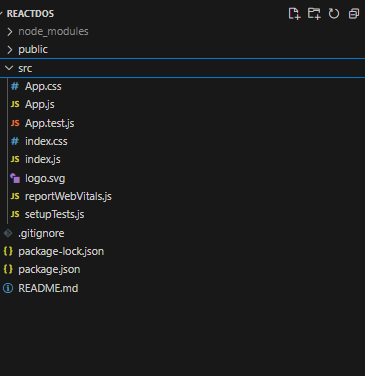 REACTDOS
node_modules
public
src
# App.css
JS App.js
JS App.test.js
# index.css
JS index.js
logo.svg
JS reportWebVitals.js
JS setupTests.js
.gitignore
{} package-lock.json
{} package.json
README.md